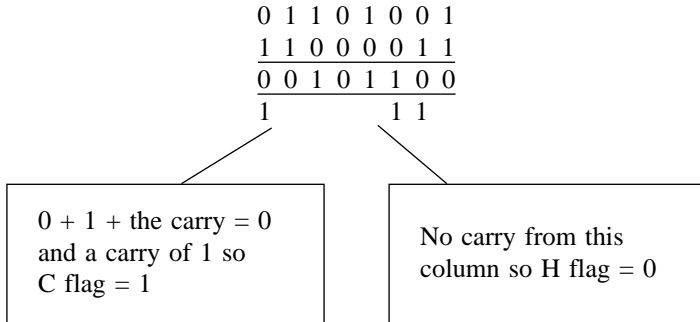 0 1 1 0 1 0 0 1
1 1 0 0 0 0 1 1
0 0 1 0 1 1 0 0
1 1 1
0 + 1 + the carry = 0
and a carry of 1 so
C flag = 1
No carry from this
column so H flag = 0